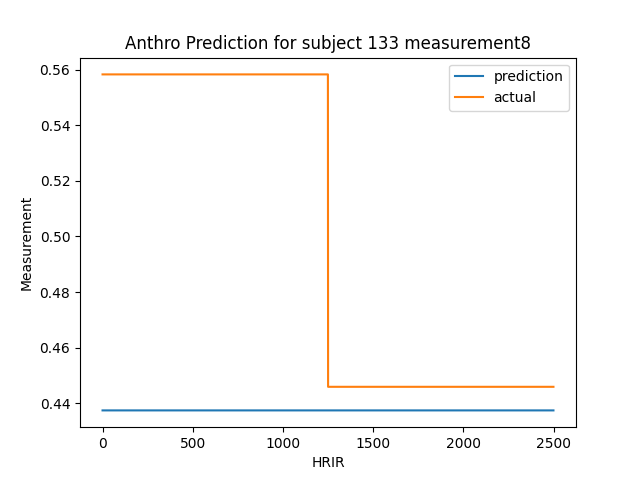 Anthro Prediction for subject 133 measurement8
prediction
actual
0.56
0.54
0.52
0.50
0.48
0.46
0.44
Measurement
0
500
1000
1500
2000
2500
HRIR